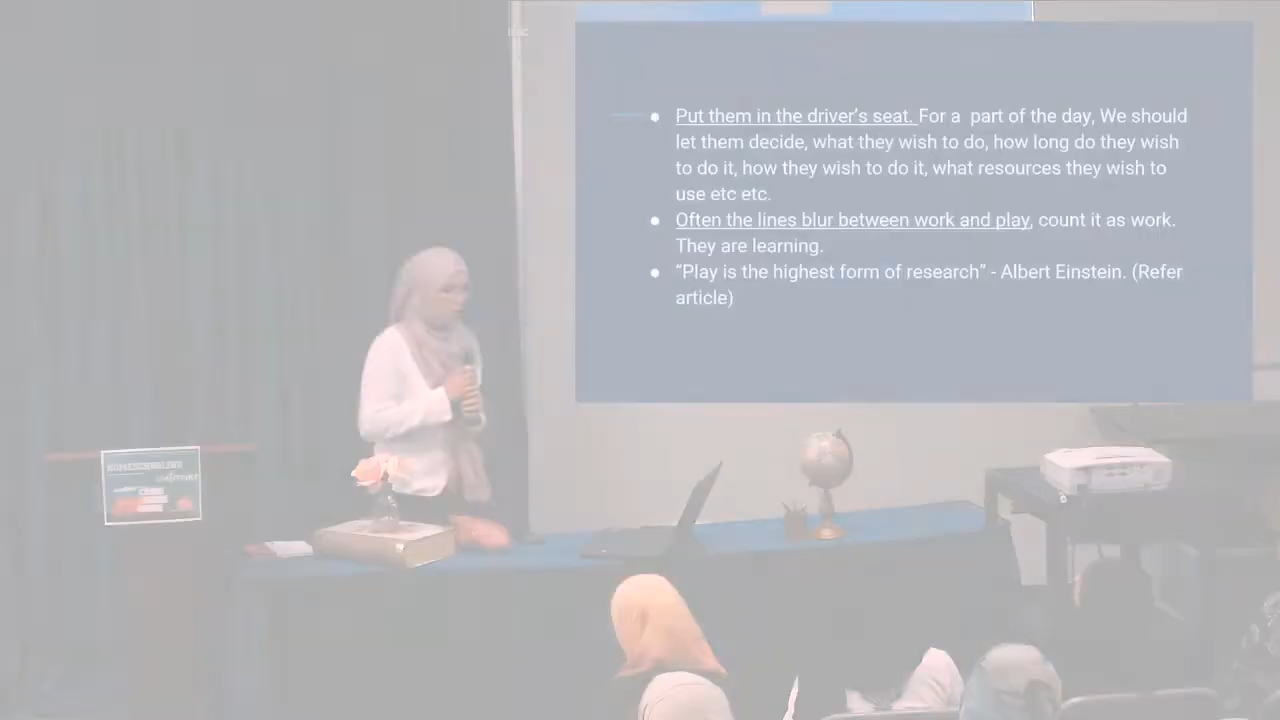 Put them in the driver's seat. For a  part of the day, We should
let them decide, what they wish to do, how long do they wish
to do it, how they wish to do it, what resources they wish to
use etc etc.
Often the lines blur between work and play, count it as work.
They are learning.
“Play is the highest form of research” - Albert Einstein. (Refer
article)
HOMESCHOOLING